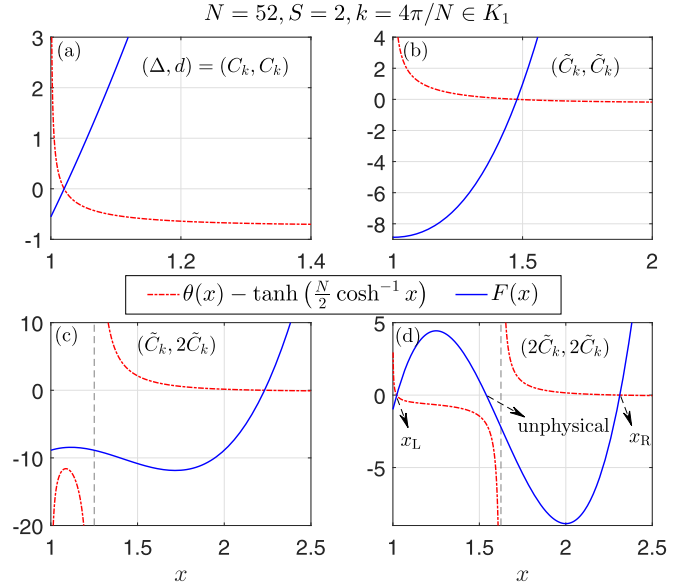 N = 52, S = 2, k = 4π/N ∈ K₁
(a) (Δ, d) = (Cₖ, Cₖ)
3
2
1
0
-1
1 1.2 1.4
(b) (C̃ₖ, C̃ₖ)
4
2
0
-2
-4
-6
-8
1 1.5 2
θ(x) − tanh (N/2 cosh⁻¹ x) F(x)
(c) (C̃ₖ, 2C̃ₖ)
10
0
-10
-20
1 1.5 2 2.5
x
(d) (2C̃ₖ, 2C̃ₖ)
5
0
-5
x_L
unphysical
x_R
1 1.5 2 2.5
x